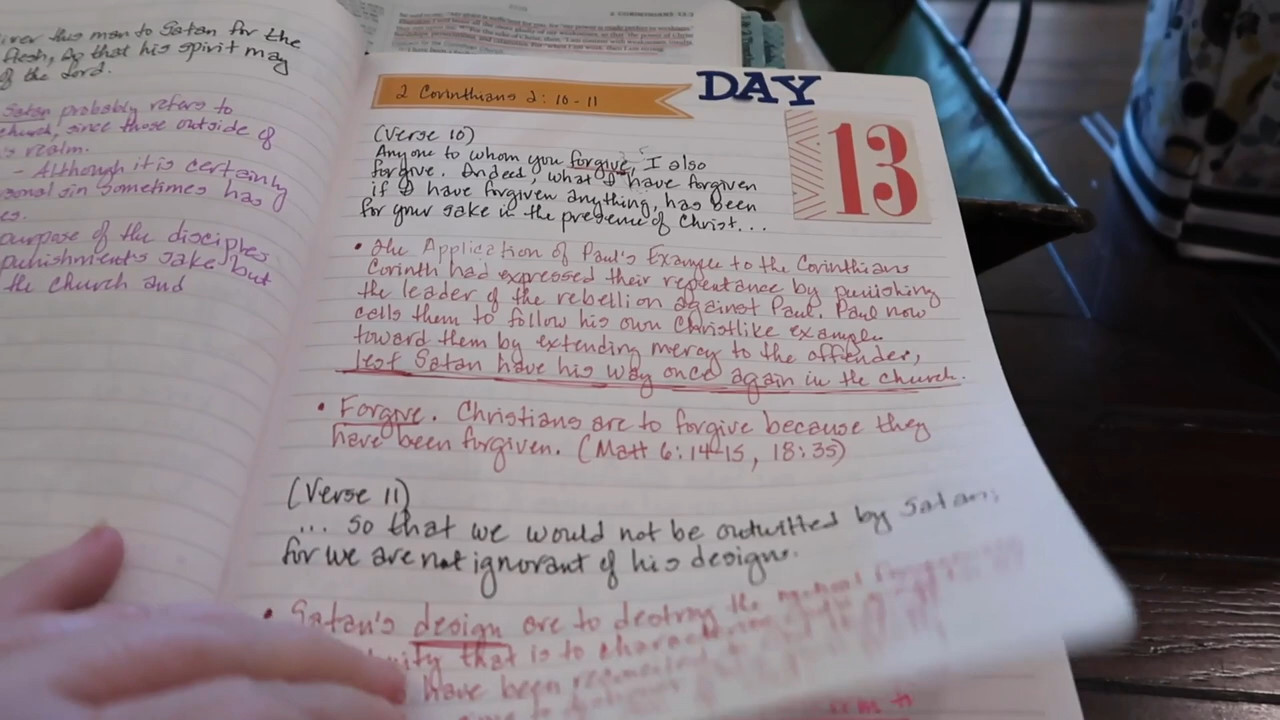 2 CORINTHIANS 12:3
iver this man to Satan for the
flesh, so that his spirit may
of the Lord.
Satan probably refers to
church, since those outside of
s realm.
- Although it is certainly
sonal sin sometimes has
es.
purpose of the disciples
punishment's sake but
the church and
2 Corinthians 2:10-11
DAY
13
(Verse 10)
Anyone to whom you forgive, I also
forgive. Indeed, what I have forgiven
if I have forgiven anything, has been
for your sake in the presence of Christ...
• The Application of Paul's Example to the Corinthians
Corinth had expressed their repentance by punishing
the leader of the rebellion against Paul. Paul now
calls them to follow his own Christlike example
toward them by extending mercy to the offender,
lest Satan have his way once again in the church.
• Forgive. Christians are to forgive because they
have been forgiven. (Matt 6:14-15, 18:35)
(Verse 11)
... so that we would not be outwitted by Satan;
for we are not ignorant of his designs.
• Satan's design are to destroy the mutual
that is to
have been